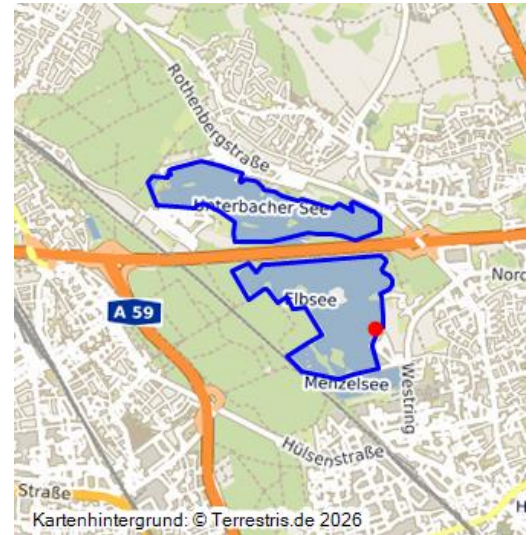 Rothenbergstraße
Unterbacher See
Nord
Elbsee
A 59
Menzelsee
Westring
Hülsenstraße
Straße
H
Kartenhintergrund: © Terrestris.de 2026